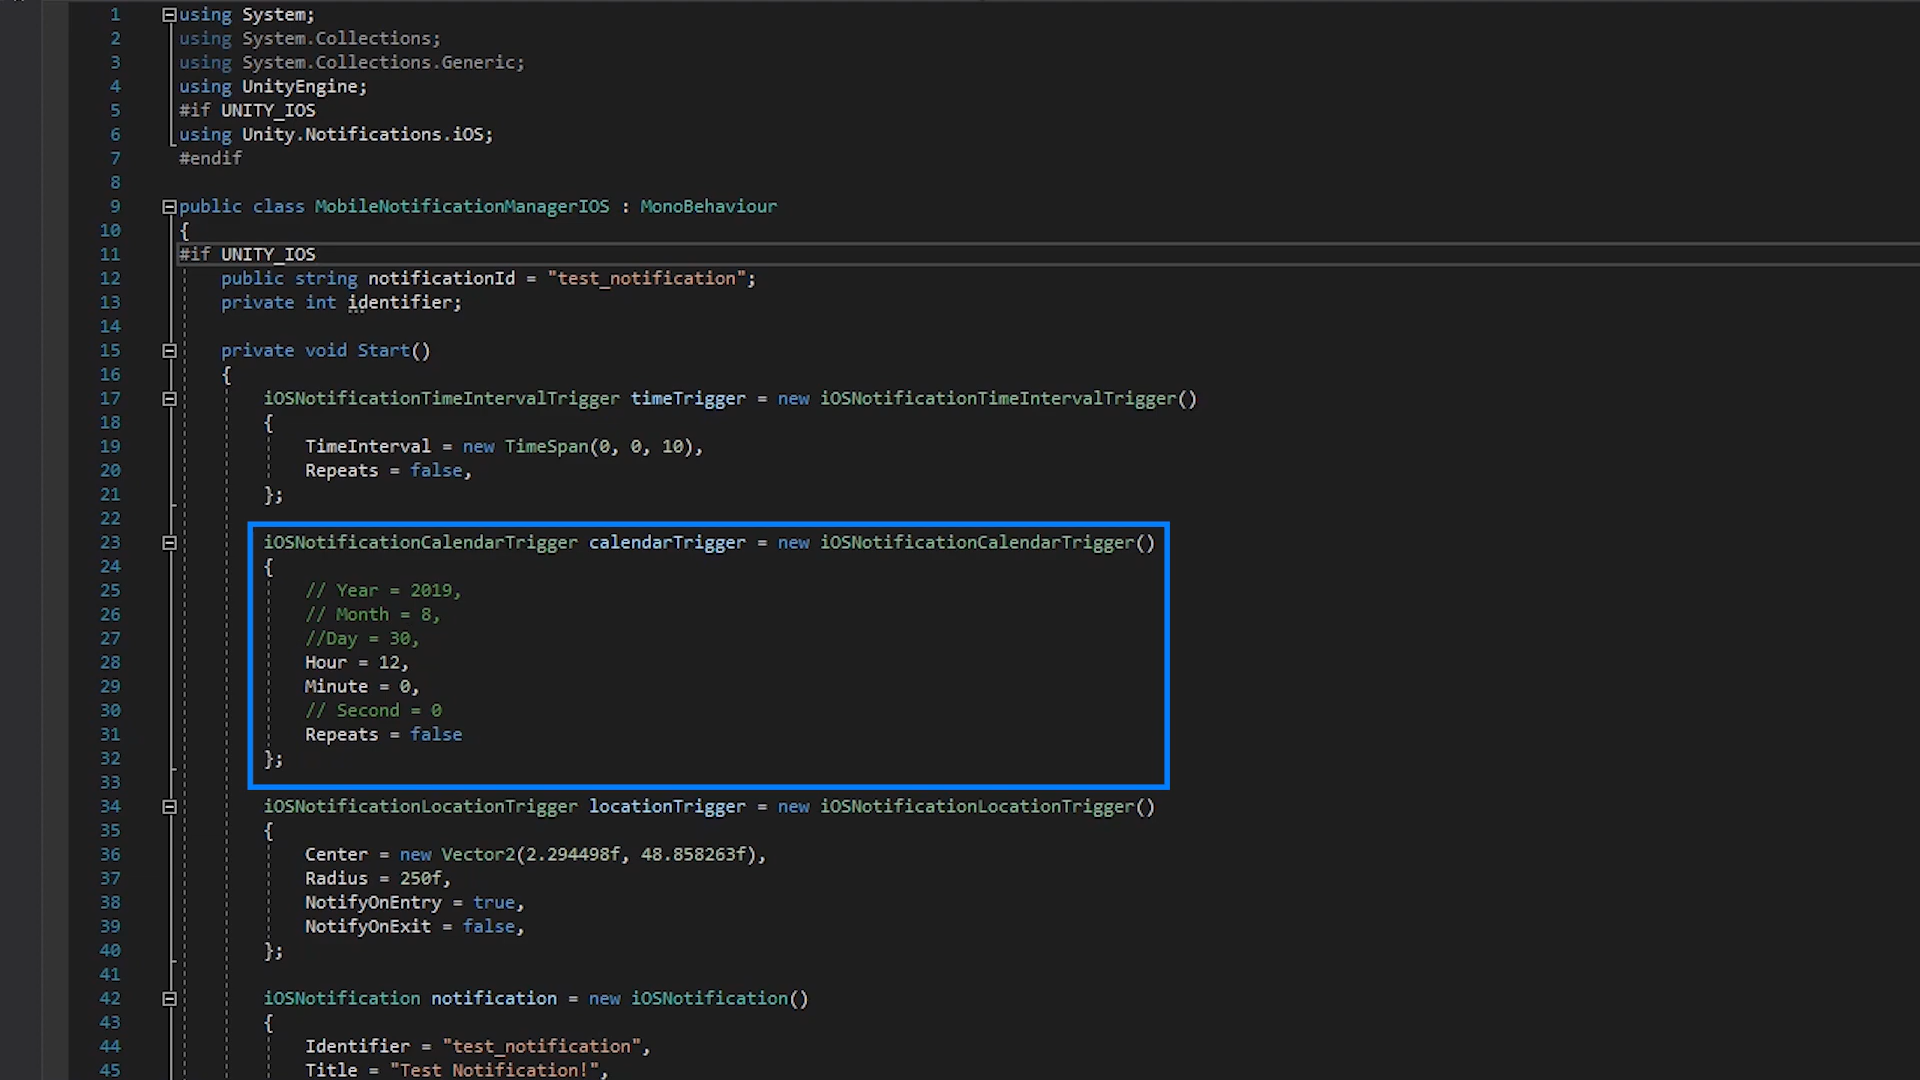 1 using System;
2 using System.Collections;
3 using System.Collections.Generic;
4 using UnityEngine;
5 #if UNITY_IOS
6 using Unity.Notifications.iOS;
7 #endif
8
9 public class MobileNotificationManagerIOS : MonoBehaviour
10 {
11 #if UNITY_IOS
12 public string notificationId = "test_notification";
13 private int identifier;
14
15 private void Start()
16 {
17 iOSNotificationTimeIntervalTrigger timeTrigger = new iOSNotificationTimeIntervalTrigger()
18 {
19 TimeInterval = new TimeSpan(0, 0, 10),
20 Repeats = false,
21 };
22
23 iOSNotificationCalendarTrigger calendarTrigger = new iOSNotificationCalendarTrigger()
24 {
25 // Year = 2019,
26 // Month = 8,
27 //Day = 30,
28 Hour = 12,
29 Minute = 0,
30 // Second = 0
31 Repeats = false
32 };
33
34 iOSNotificationLocationTrigger locationTrigger = new iOSNotificationLocationTrigger()
35 {
36 Center = new Vector2(2.294498f, 48.858263f),
37 Radius = 250f,
38 NotifyOnEntry = true,
39 NotifyOnExit = false,
40 };
41
42 iOSNotification notification = new iOSNotification()
43 {
44 Identifier = "test_notification",
45 Title = "Test Notification!",